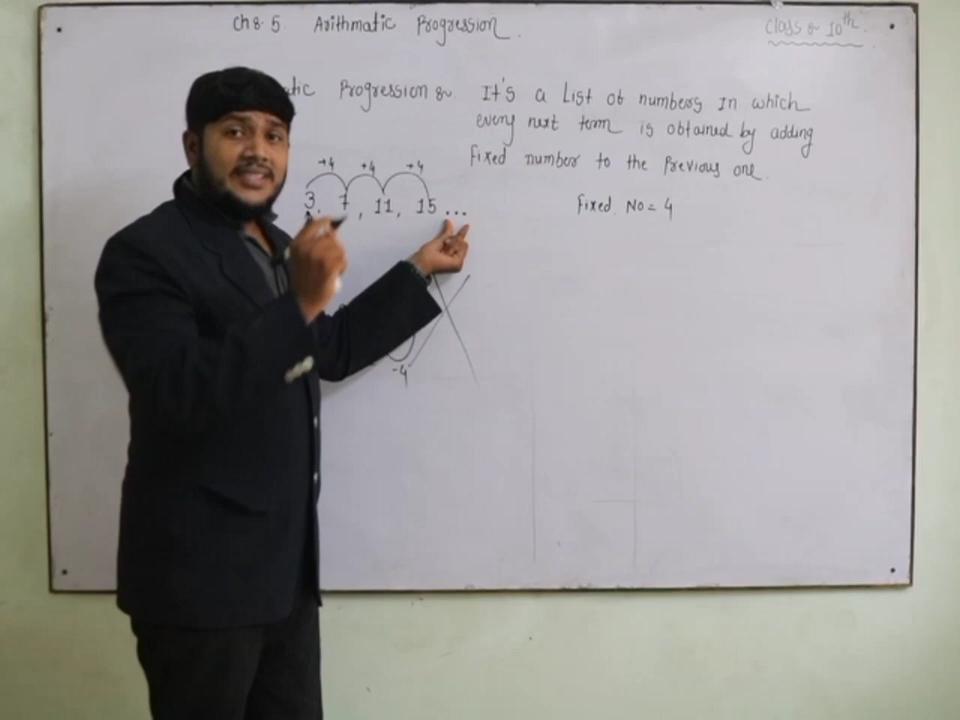 Ch 8. 5. Arithmatic Progression.
Class 10th
Progression It's a List of numbers In which
every next term is obtained by adding
fixed number to the Previous one.
+4 +4 +4
3, 7, 11, 15 ...
Fixed No = 4
-4